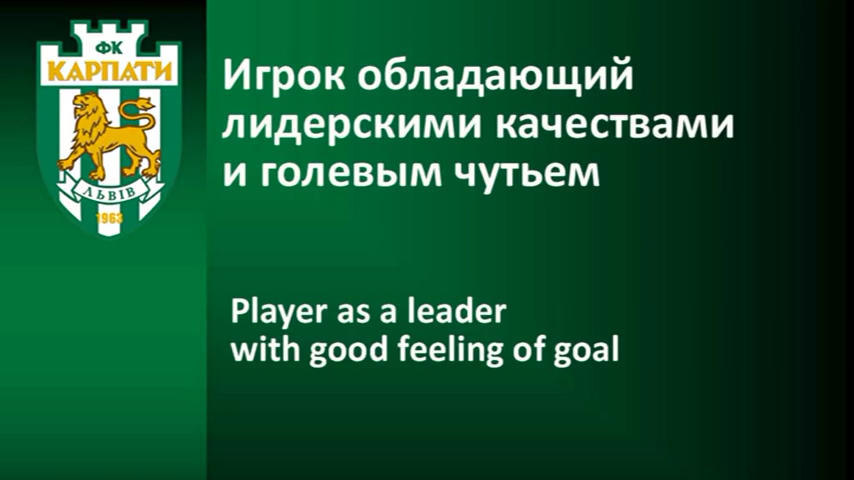 ФК
КАРПАТИ
ЛЬВІВ
1963
Игрок обладающий
лидерскими качествами
и голевым чутьем
Player as a leader
with good feeling of goal